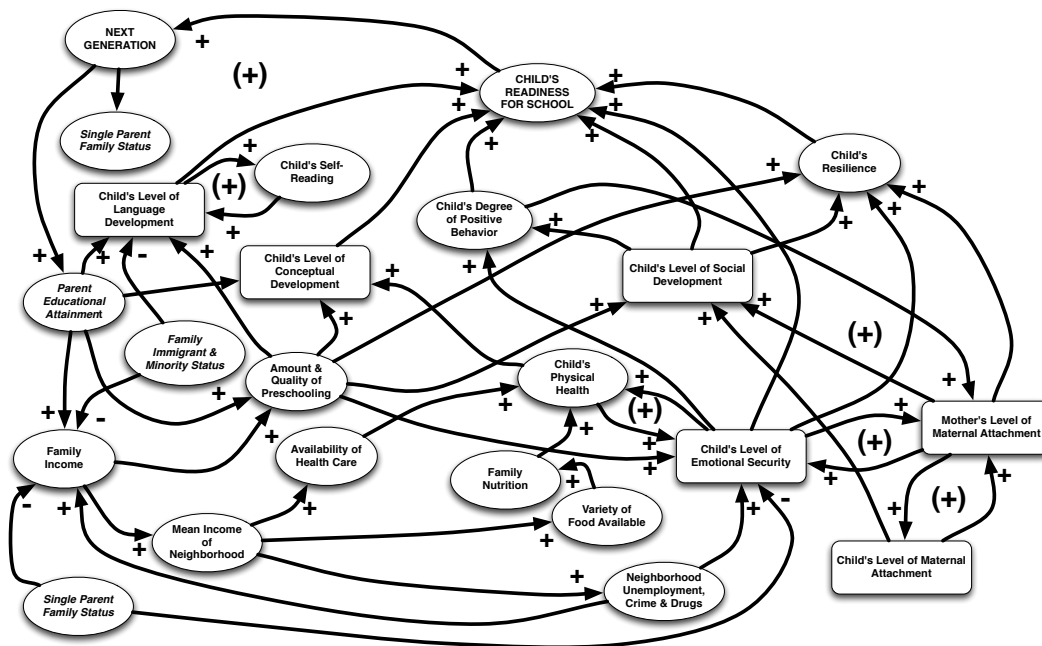 NEXT
GENERATION
+
(+)
+
+
CHILD'S
READINESS
FOR SCHOOL
+
+
+
+
Single Parent
Family Status
+
Child's Self-
Reading
(+)
+
Child's Level of
Language
Development
Child's Degree
of Positive
Behavior
+
+
Child's
Resilience
+
+
+
+
+
-
+
Child's Level of
Conceptual
Development
+
+
Child's Level of Social
Development
+
+
Parent
Educational
Attainment
+
+
(+)
Family
Immigrant &
Minority Status
Amount &
Quality of
Preschooling
+
Child's
Physical
Health
+
(+)
+
+
+
-
+
+
+
Mother's Level of
Maternal Attachment
Family
Income
+
Availability of
Health Care
+
+
+
Child's Level of
Emotional Security
(+)
+
Family
Nutrition
+
Variety of
Food Available
-
+
+
+
+
(+)
+
Mean Income
of
Neighborhood
+
+
Child's Level of Maternal
Attachment
+
Neighborhood
Unemployment,
Crime & Drugs
Single Parent
Family Status
-